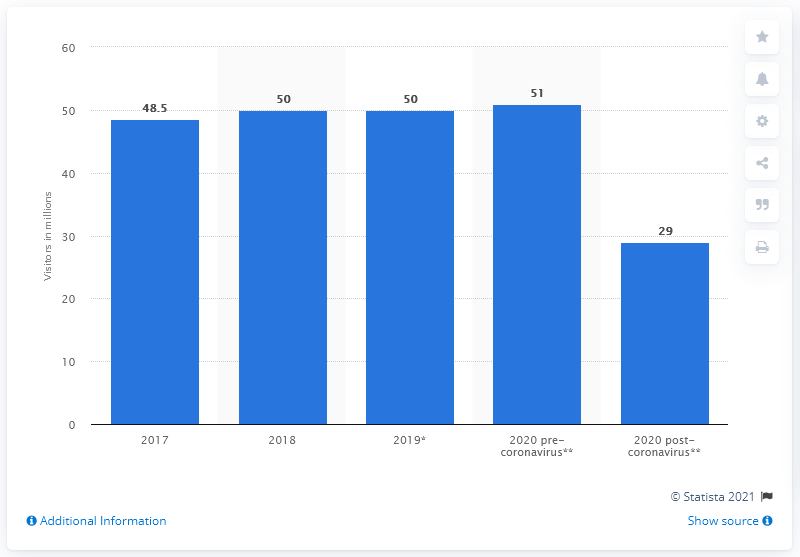 60
50
40
30
20
10
0
Visitors in millions
48.5
50
50
51
29
2017
2018
2019*
2020 pre-
coronavirus**
2020 post-
coronavirus**
© Statista 2021
Additional Information
Show source